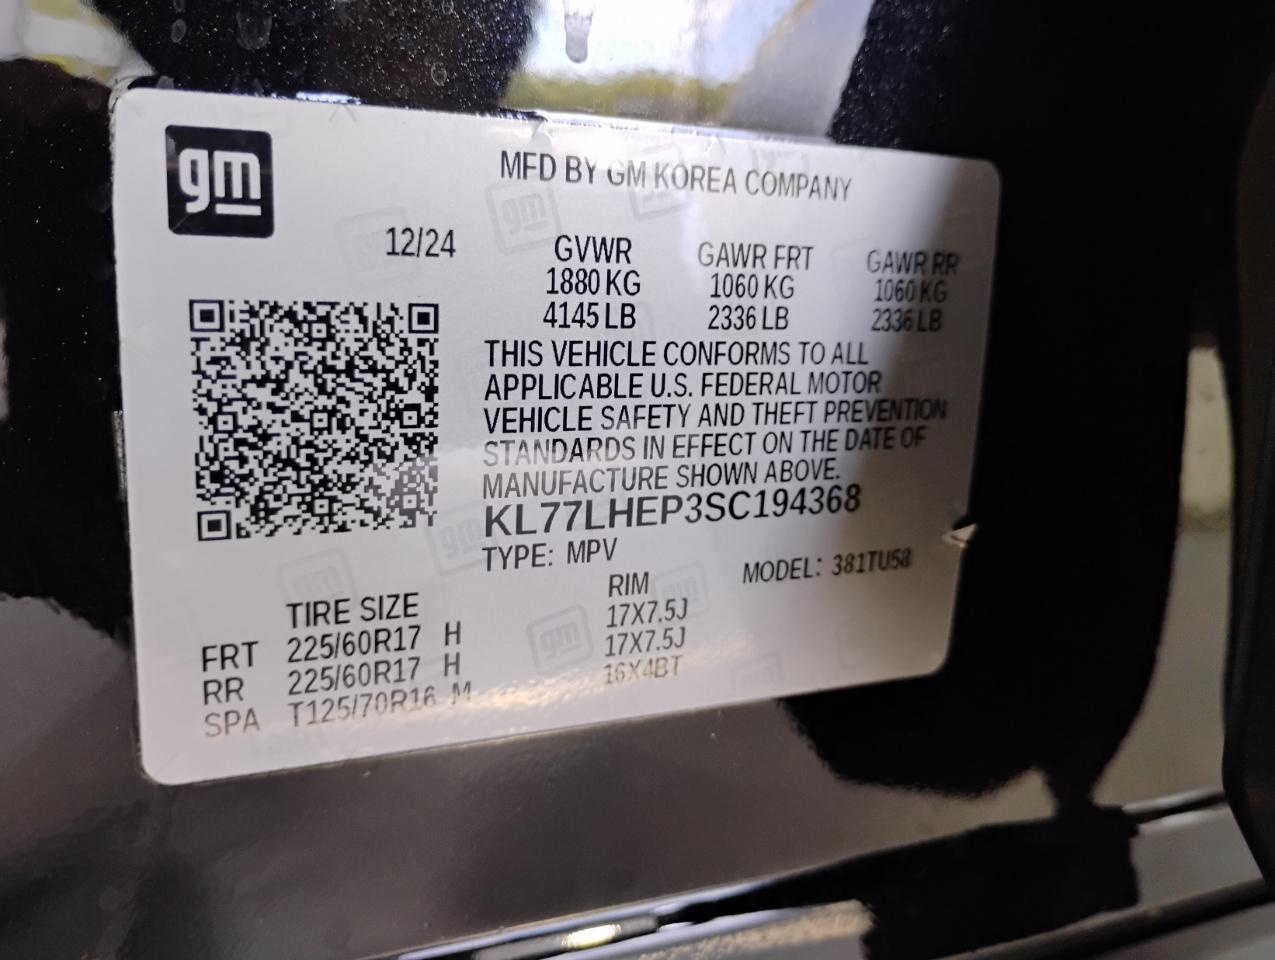 gm
MFD BY GM KOREA COMPANY
12/24 GVWR GAWR FRT GAWR RR
1880 KG 1060 KG 1060 KG
4145 LB 2336 LB 2336 LB
THIS VEHICLE CONFORMS TO ALL
APPLICABLE U.S. FEDERAL MOTOR
VEHICLE SAFETY AND THEFT PREVENTION
STANDARDS IN EFFECT ON THE DATE OF
MANUFACTURE SHOWN ABOVE.
KL77LHEP3SC194368
TYPE: MPV MODEL: 381TU58
TIRE SIZE RIM
FRT 225/60R17 H 17X7.5J
RR 225/60R17 H 17X7.5J
SPA T125/70R16 M 16X4BT